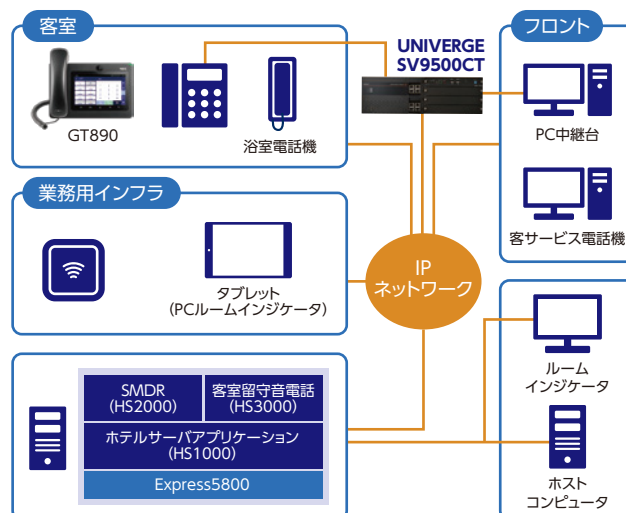 客室
GT890
浴室電話機
UNIVERGE
SV9500CT
フロント
PC中継台
客サービス電話機
業務用インフラ
タブレット
(PCルームインジケータ)
IP
ネットワーク
SMDR
(HS2000)
客室留守音電話
(HS3000)
ホテルサーバアプリケーション
(HS1000)
Express5800
ルーム
インジケータ
ホスト
コンピュータ